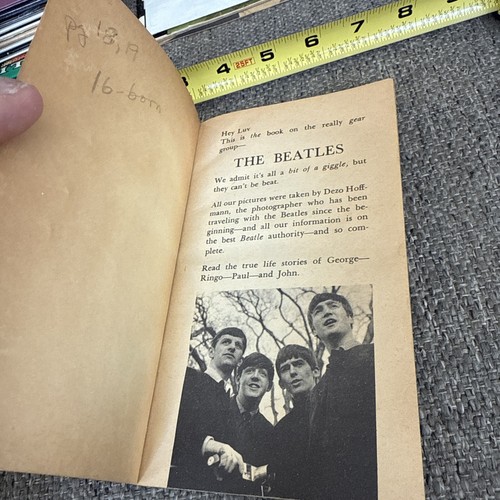 pg 18, A
16-born
4 25FT 5 6 7 8
Hey Luv
This is the book on the really gear
group—
THE BEATLES
We admit it's all a bit of a giggle, but
they can't be beat.
All our pictures were taken by Dezo Hoff-
mann, the photographer who has been
traveling with the Beatles since the be-
ginning—and all our information is on
the best Beatle authority—and so com-
plete.
Read the true life stories of George—
Ringo—Paul—and John.